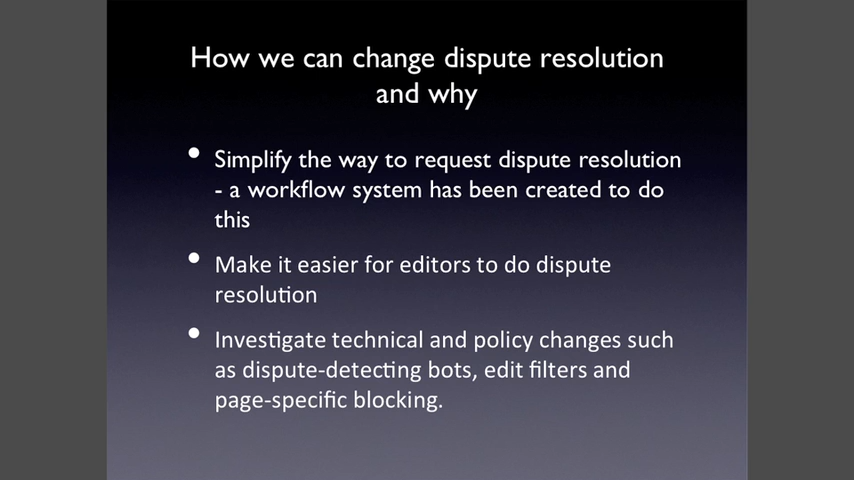 How we can change dispute resolution
and why
• Simplify the way to request dispute resolution
- a workflow system has been created to do
this
• Make it easier for editors to do dispute
resolution
• Investigate technical and policy changes such
as dispute-detecting bots, edit filters and
page-specific blocking.